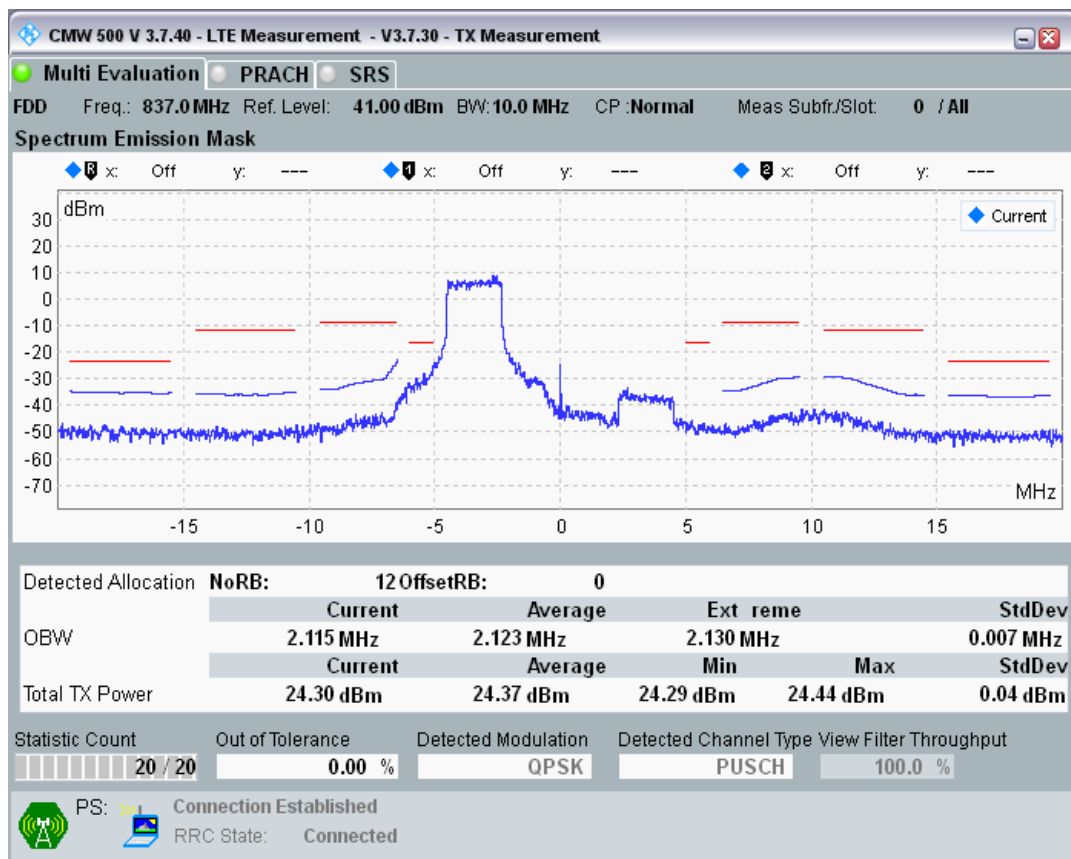 CMW 500 V 3.7.40 - LTE Measurement - V3.7.30 - TX Measurement
Multi Evaluation PRACH SRS
FDD Freq.: 837.0 MHz Ref. Level: 41.00 dBm BW: 10.0 MHz CP :Normal Meas Subfr./Slot: 0 / All
Spectrum Emission Mask
R x: Off y: --- 1 x: Off y: --- 2 x: Off y: ---
dBm
Current
30
20
10
0
-10
-20
-30
-40
-50
-60
-70
MHz
-15 -10 -5 0 5 10 15
Detected Allocation NoRB: 12 OffsetRB: 0
Current Average Ext reme StdDev
OBW 2.115 MHz 2.123 MHz 2.130 MHz 0.007 MHz
Current Average Min Max StdDev
Total TX Power 24.30 dBm 24.37 dBm 24.29 dBm 24.44 dBm 0.04 dBm
Statistic Count Out of Tolerance Detected Modulation Detected Channel Type View Filter Throughput
20 / 20 0.00 % QPSK PUSCH 100.0 %
PS: Connection Established
RRC State: Connected